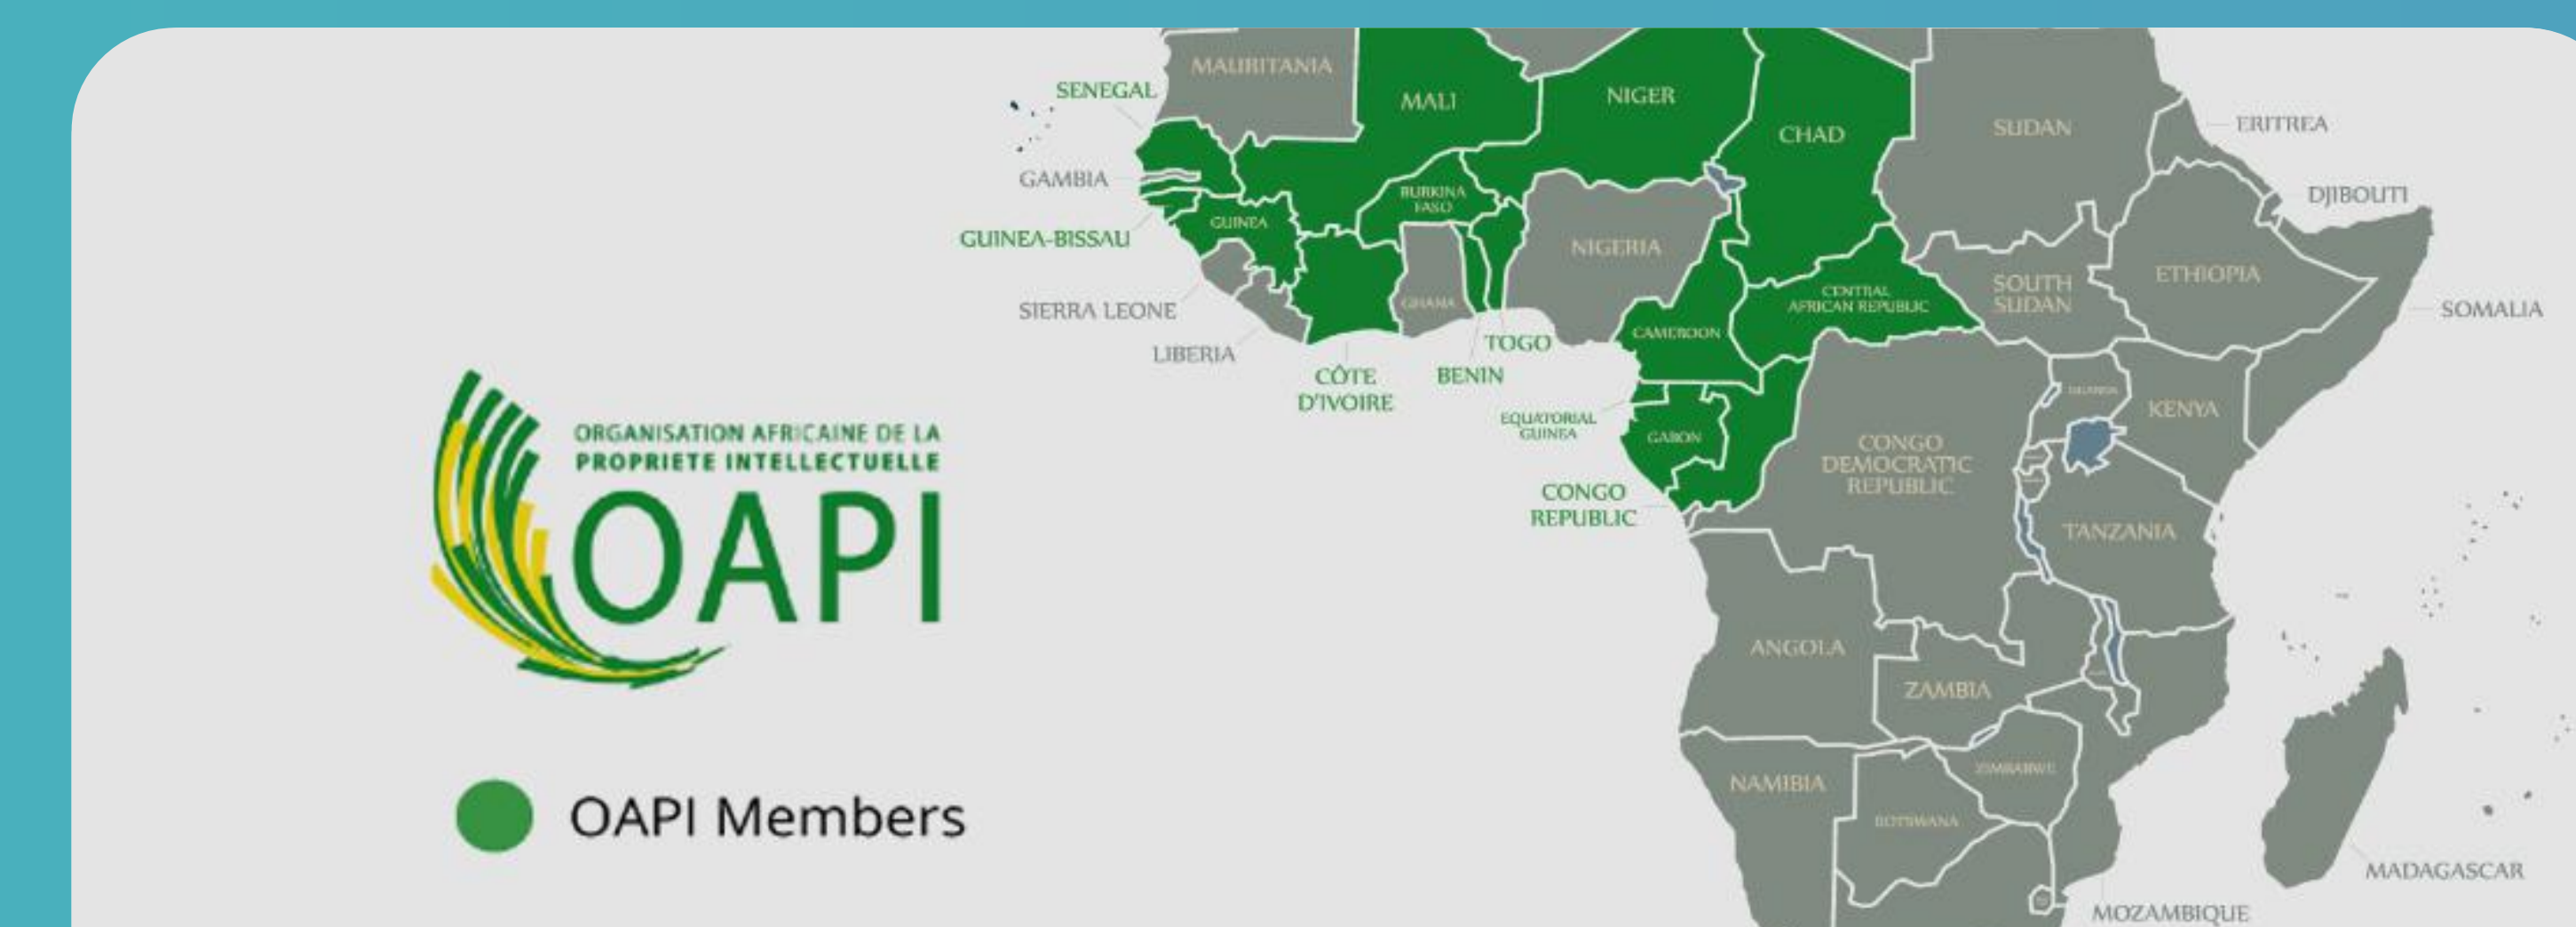 MAURITANIA
SENEGAL
MALI
NIGER
CHAD
SUDAN
ERITREA
GAMBIA
BURKINA
FASO
DJIBOUTI
GUINEA
GUINEA-BISSAU
NIGERIA
ETHIOPIA
SOUTH
SUDAN
SIERRA LEONE
GHANA
CENTRAL
AFRICAN REPUBLIC
SOMALIA
LIBERIA
TOGO
CAMEROON
CÔTE
D'IVOIRE
BENIN
UGANDA
KENYA
EQUATORIAL
GUINEA
GABON
CONGO
DEMOCRATIC
REPUBLIC
ORGANISATION AFRICAINE DE LA
PROPRIETE INTELLECTUELLE
OAPI
CONGO
REPUBLIC
TANZANIA
ANGOLA
ZAMBIA
NAMIBIA
ZIMBABWE
OAPI Members
BOTSWANA
MADAGASCAR
MOZAMBIQUE